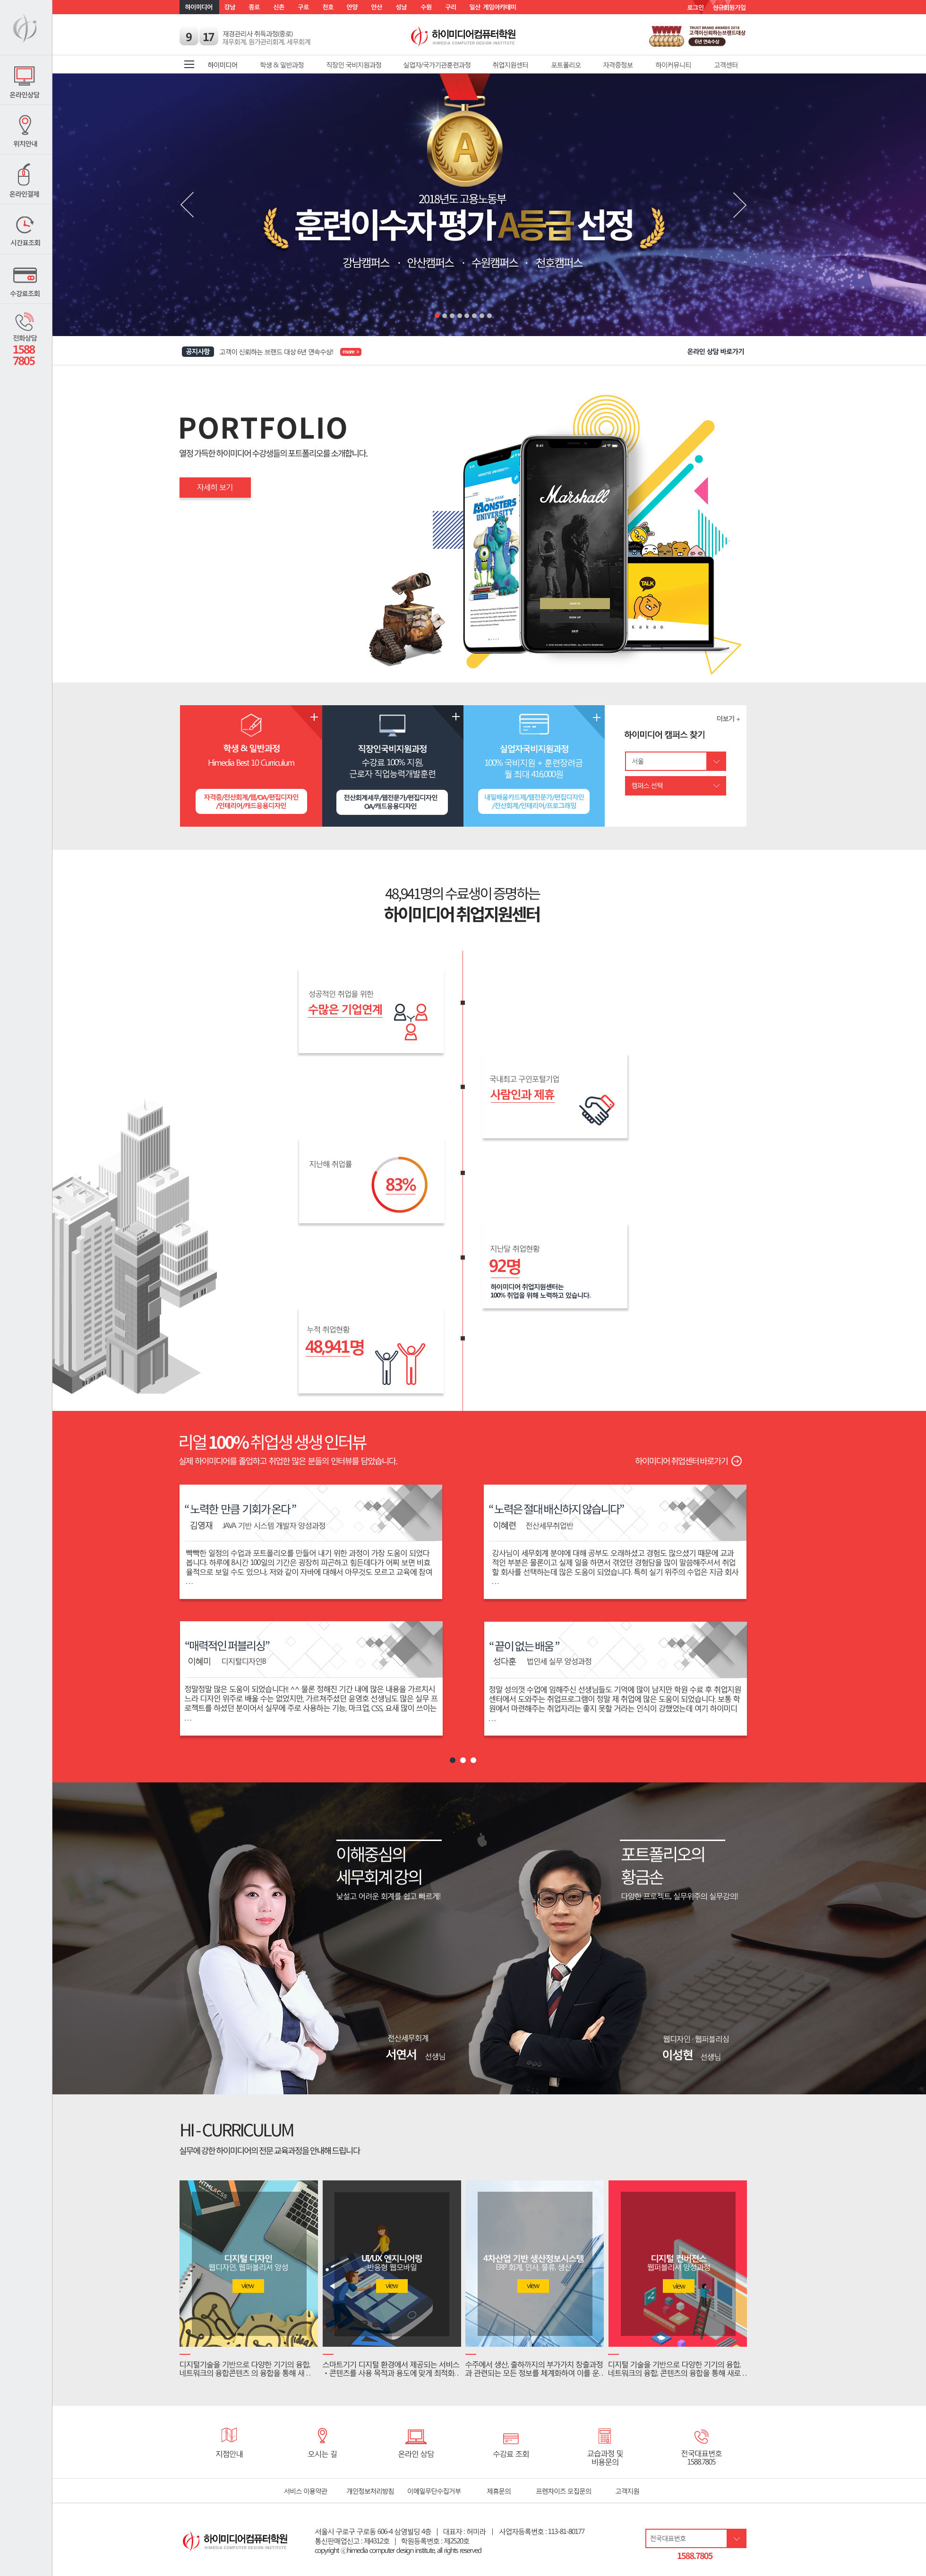 하이미디어 강남 종로 신촌 구로 천호 안양 안산 성남 수원 구리 일산 게임아카데미
로그인 신규회원가입
9 17
재경관리사 취득과정(종로)
재무회계, 원가관리회계, 세무회계
하이미디어컴퓨터학원
HIMEDIA COMPUTER DESIGN INSTITUTE
TRUST BRAND AWARDS 2018
고객이신뢰하는브랜드대상
6년 연속수상
하이미디어 학생 & 일반과정 직장인 국비지원과정 실업자/국가기관훈련과정 취업지원센터 포트폴리오 자격증정보 하이커뮤니티 고객센터
온라인상담
위치안내
온라인결제
시간표조회
수강료조회
전화상담
1588
7805
A
2018년도 고용노동부
훈련이수자 평가 A등급 선정
강남캠퍼스 · 안산캠퍼스 · 수원캠퍼스 · 천호캠퍼스
공지사항 고객이 신뢰하는 브랜드 대상 6년 연속수상! more >
온라인 상담 바로가기
PORTFOLIO
열정 가득한 하이미디어 수강생들의 포트폴리오를 소개합니다.
자세히 보기
MONSTERS
UNIVERSITY
Marshall
SIGN UP
TALK
kakao
학생 & 일반과정
Himedia Best 10 Curriculum
자격증/전산회계/웹/OA/편집디자인
/인테리어/캐드응용디자인
직장인국비지원과정
수강료 100% 지원,
근로자 직업능력개발훈련
전산회계세무/웹전문가/편집디자인
OA/캐드응용디자인
실업자국비지원과정
100% 국비지원 + 훈련장려금
월 최대 416,000원
내일배움카드제/웹전문가/편집디자인
/전산회계/인테리어/프로그래밍
더보기 +
하이미디어 캠퍼스 찾기
서울
캠퍼스 선택
48,941명의 수료생이 증명하는
하이미디어 취업지원센터
성공적인 취업을 위한
수많은 기업연계
국내최고 구인포털기업
사람인과 제휴
지난해 취업률
83%
지난달 취업현황
92명
하이미디어 취업지원센터는
100% 취업을 위해 노력하고 있습니다.
누적 취업현황
48,941명
리얼 100% 취업생 생생 인터뷰
실제 하이미디어를 졸업하고 취업한 많은 분들의 인터뷰를 담았습니다.
하이미디어 취업센터 바로가기
“ 노력한 만큼 기회가 온다 ”
김영재 JAVA 기반 시스템 개발자 양성과정
빡빡한 일정의 수업과 포트폴리오를 만들어 내기 위한 과정이 가장 도움이 되었다
봅니다. 하루에 8시간 100일의 기간은 굉장히 피곤하고 힘든데다가 어찌 보면 비효
율적으로 보일 수도 있으나, 저와 같이 자바에 대해서 아무것도 모르고 교육에 참여
...
“ 노력은 절대 배신하지 않습니다”
이혜련 전산세무취업반
강사님이 세무회계 분야에 대해 공부도 오래하셨고 경험도 많으셨기 때문에 교과
적인 부분은 물론이고 실제 일을 하면서 겪었던 경험담을 많이 말씀해주셔서 취업
할 회사를 선택하는데 많은 도움이 되었습니다. 특히 실기 위주의 수업은 지금 회사
...
“매력적인 퍼블리싱”
이혜미 디지털디자인B
정말정말 많은 도움이 되었습니다!! ^^ 물론 정해진 기간 내에 많은 내용을 가르치시
느라 디자인 위주로 배울 수는 없었지만, 가르쳐주셨던 윤영호 선생님도 많은 실무 프
로젝트를 하셨던 분이어서 실무에 주로 사용하는 기능, 마크업, CSS, 요새 많이 쓰이는
...
“ 끝이 없는 배움 ”
성다훈 법인세 실무 양성과정
정말 성의껏 수업에 임해주신 선생님들도 기억에 많이 남지만 학원 수료 후 취업지원
센터에서 도와주는 취업프로그램이 정말 제 취업에 많은 도움이 되었습니다. 보통 학
원에서 마련해주는 취업자리는 좋지 못할 거라는 인식이 강했었는데 여기 하이미디
...
이해중심의
세무회계 강의
낯설고 어려운 회계를 쉽고 빠르게!
전산세무회계
서연서 선생님
포트폴리오의
황금손
다양한 프로젝트, 실무위주의 실무강의!
웹디자인 · 웹퍼블리싱
이성현 선생님
HI - CURRICULUM
실무에 강한 하이미디어의 전문 교육과정을 안내해 드립니다
HTML&CSS
디지털 디자인
웹디자인, 웹퍼블리셔 양성
view
UI/UX 엔지니어링
반응형 웹모바일
view
4차산업 기반 생산정보시스템
ERP 회계, 인사, 물류, 생산
view
디지털 컨버젼스
웹퍼블리셔 양성과정
view
디지털기술을 기반으로 다양한 기기의 융합,
네트워크의 융합콘텐츠 의 융합을 통해 새...
스마트기기 디지털 환경에서 제공되는 서비스
· 콘텐츠를 사용 목적과 용도에 맞게 최적화...
수주에서 생산, 출하까지의 부가가치 창출과정
과 관련되는 모든 정보를 체계화하여 이를 운...
디지털 기술을 기반으로 다양한 기기의 융합,
네트워크의 융합, 콘텐츠의 융합을 통해 새로...
지점안내
오시는 길
온라인 상담
수강료 조회
교습과정 및
비용문의
전국대표번호
1588.7805
서비스 이용약관 개인정보처리방침 이메일무단수집거부 제휴문의 프랜차이즈 모집문의 고객지원
하이미디어컴퓨터학원
HIMEDIA COMPUTER DESIGN INSTITUTE
서울시 구로구 구로동 606-4 삼영빌딩 4층 | 대표자 : 허미라 | 사업자등록번호 : 113-81-80177
통신판매업신고 : 제4312호 | 학원등록번호 : 제2520호
copyright ⓒhimedia computer design institute, all rights reserved
전국대표번호
1588.7805